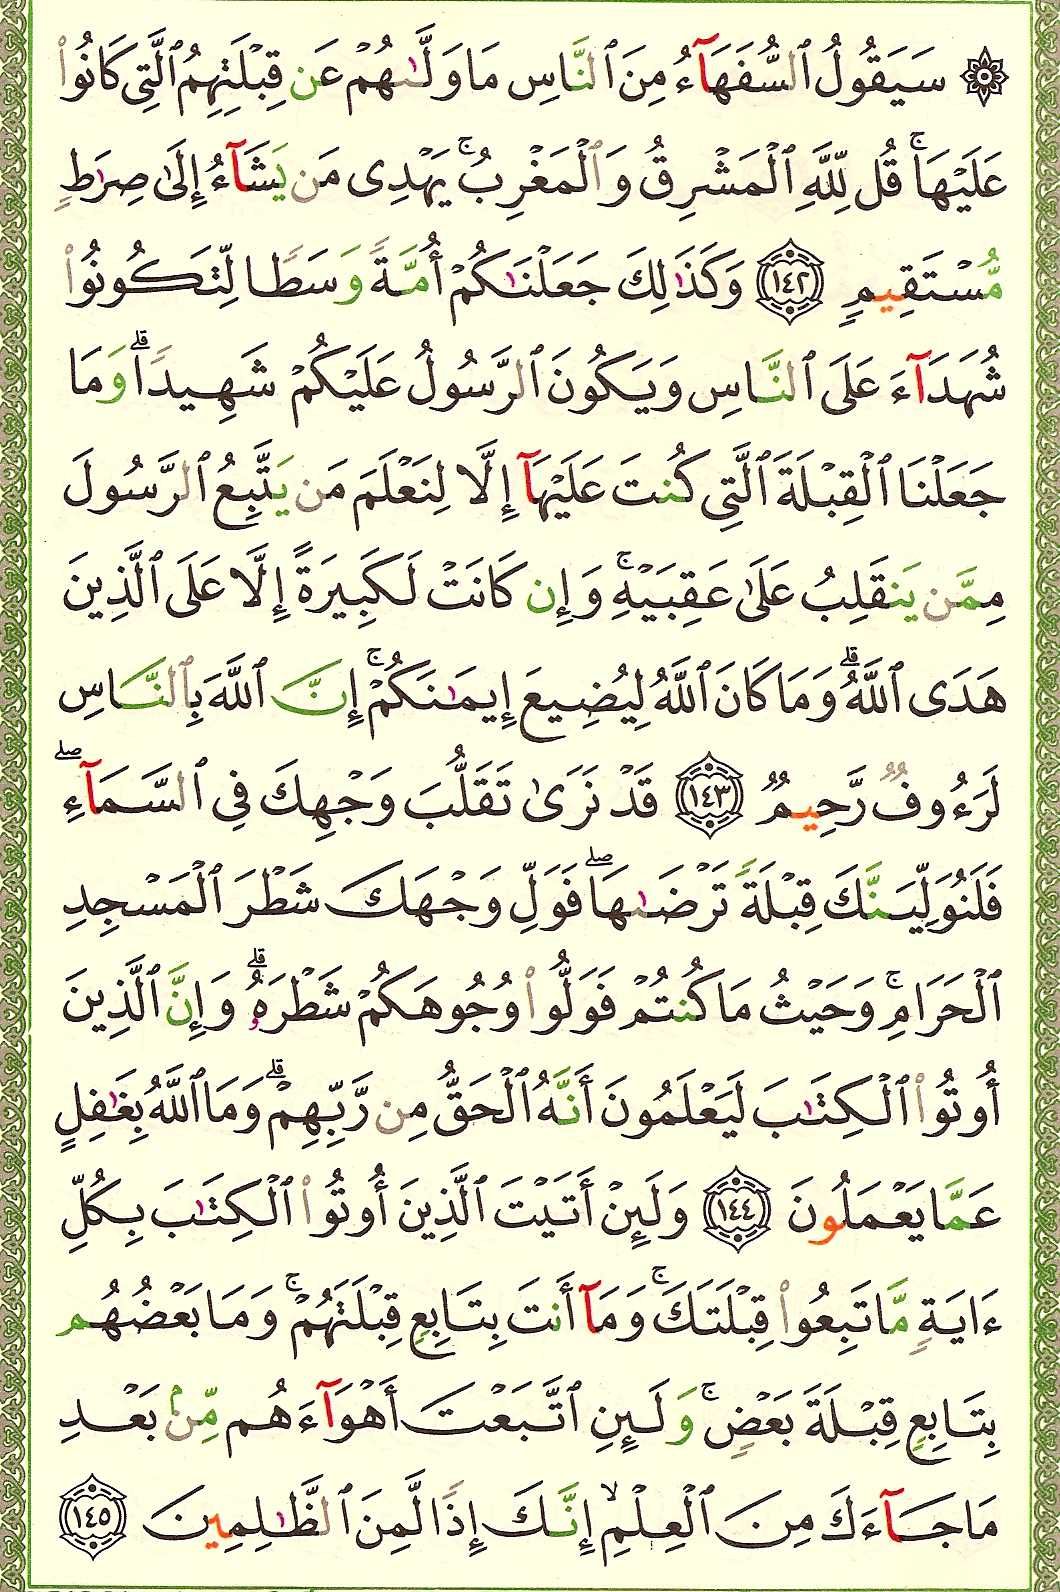 ۞ سَيَقُولُ ٱلسُّفَهَآءُ مِنَ ٱلنَّاسِ مَا وَلَّىٰهُمْ عَن قِبْلَتِهِمُ ٱلَّتِى كَانُوا۟
عَلَيْهَا ۚ قُل لِّلَّهِ ٱلْمَشْرِقُ وَٱلْمَغْرِبُ ۚ يَهْدِى مَن يَشَآءُ إِلَىٰ صِرَٰطٍ
مُّسْتَقِيمٍ ﴿١٤٢﴾ وَكَذَٰلِكَ جَعَلْنَٰكُمْ أُمَّةً وَسَطًا لِّتَكُونُوا۟
شُهَدَآءَ عَلَى ٱلنَّاسِ وَيَكُونَ ٱلرَّسُولُ عَلَيْكُمْ شَهِيدًا ۗ وَمَا
جَعَلْنَا ٱلْقِبْلَةَ ٱلَّتِى كُنتَ عَلَيْهَآ إِلَّا لِنَعْلَمَ مَن يَتَّبِعُ ٱلرَّسُولَ
مِمَّن يَنقَلِبُ عَلَىٰ عَقِبَيْهِ ۚ وَإِن كَانَتْ لَكَبِيرَةً إِلَّا عَلَى ٱلَّذِينَ
هَدَى ٱللَّهُ ۗ وَمَا كَانَ ٱللَّهُ لِيُضِيعَ إِيمَٰنَكُمْ ۚ إِنَّ ٱللَّهَ بِٱلنَّاسِ
لَرَءُوفٌ رَّحِيمٌ ﴿١٤٣﴾ قَدْ نَرَىٰ تَقَلُّبَ وَجْهِكَ فِى ٱلسَّمَآءِ ۖ
فَلَنُوَلِّيَنَّكَ قِبْلَةً تَرْضَىٰهَا ۖ فَوَلِّ وَجْهَكَ شَطْرَ ٱلْمَسْجِدِ
ٱلْحَرَامِ ۚ وَحَيْثُ مَا كُنتُمْ فَوَلُّوا۟ وُجُوهَكُمْ شَطْرَهُۥ ۗ وَإِنَّ ٱلَّذِينَ
أُوتُوا۟ ٱلْكِتَٰبَ لَيَعْلَمُونَ أَنَّهُ ٱلْحَقُّ مِن رَّبِّهِمْ ۗ وَمَا ٱللَّهُ بِغَٰفِلٍ
عَمَّا يَعْمَلُونَ ﴿١٤٤﴾ وَلَئِنْ أَتَيْتَ ٱلَّذِينَ أُوتُوا۟ ٱلْكِتَٰبَ بِكُلِّ
ءَايَةٍ مَّا تَبِعُوا۟ قِبْلَتَكَ ۚ وَمَآ أَنتَ بِتَابِعٍ قِبْلَتَهُمْ ۚ وَمَا بَعْضُهُم
بِتَابِعٍ قِبْلَةَ بَعْضٍ ۚ وَلَئِنِ ٱتَّبَعْتَ أَهْوَآءَهُم مِّنۢ بَعْدِ
مَا جَآءَكَ مِنَ ٱلْعِلْمِ ۙ إِنَّكَ إِذًا لَّمِنَ ٱلظَّٰلِمِينَ ﴿١٤٥﴾